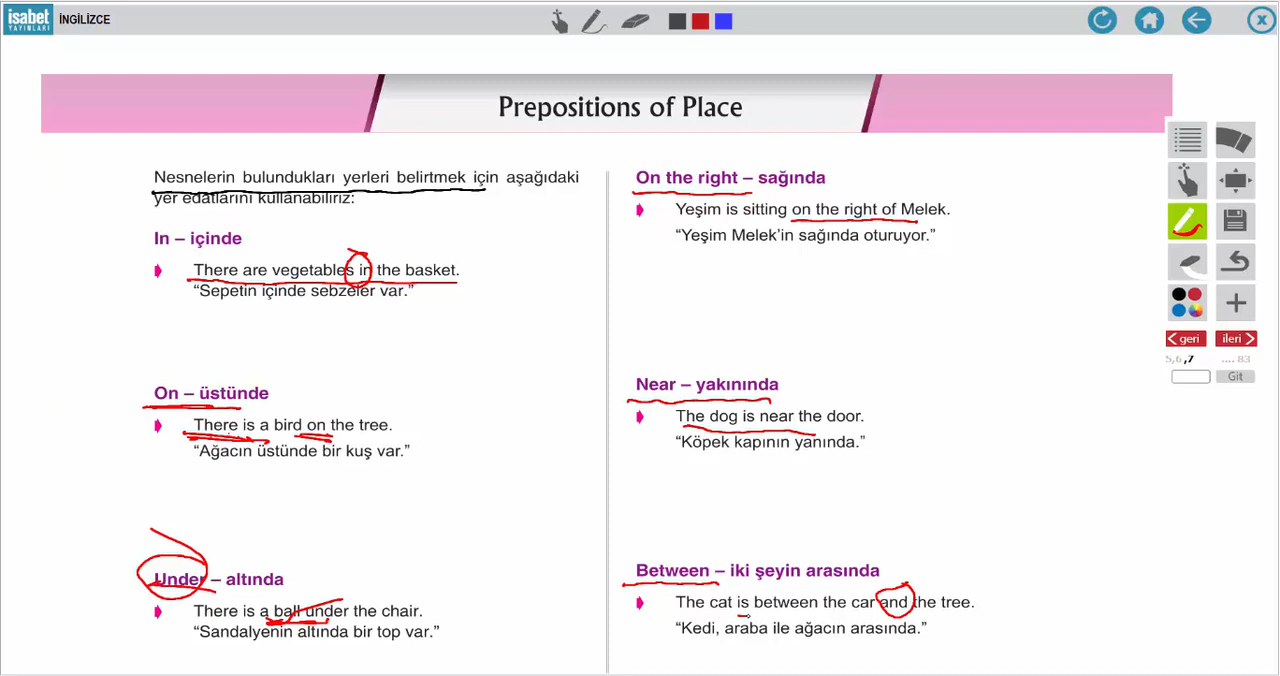 isabet
YAYINLARI
İNGİLİZCE
Prepositions of Place
Nesnelerin bulundukları yerleri belirtmek için aşağıdaki
yer edatlarını kullanabiliriz:
In – içinde
There are vegetables in the basket.
“Sepetin içinde sebzeler var.”
On – üstünde
There is a bird on the tree.
“Ağacın üstünde bir kuş var.”
Under – altında
There is a ball under the chair.
“Sandalyenin altında bir top var.”
On the right – sağında
Yeşim is sitting on the right of Melek.
“Yeşim Melek’in sağında oturuyor.”
Near – yakınında
The dog is near the door.
“Köpek kapının yanında.”
Between – iki şeyin arasında
The cat is between the car and the tree.
“Kedi, araba ile ağacın arasında.”
geri
ileri
5,6,7
.... 83
Git